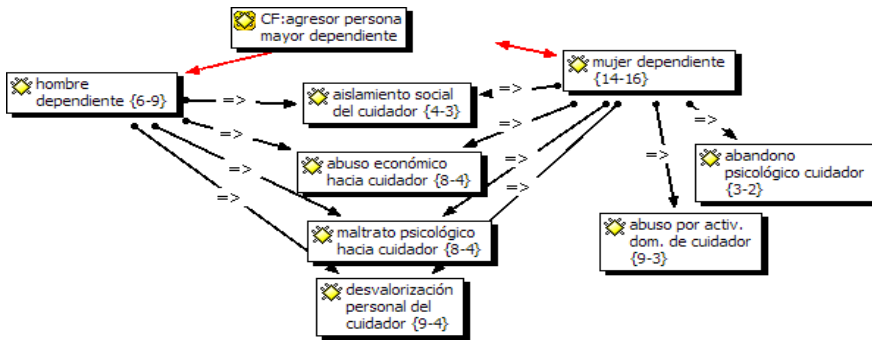 CF:agresor persona
mayor dependiente
hombre
dependiente {6-9}
mujer dependiente
{14-16}
=>
=>
aislamiento social
del cuidador {4-3}
=>
=>
=>
=>
abuso económico
hacia cuidador {8-4}
=>
=>
abandono
psicológico cuidador
{3-2}
=>
=>
=>
maltrato psicológico
hacia cuidador {8-4}
abuso por activ.
dom. de cuidador
{9-3}
desvalorización
personal del
cuidador {9-4}